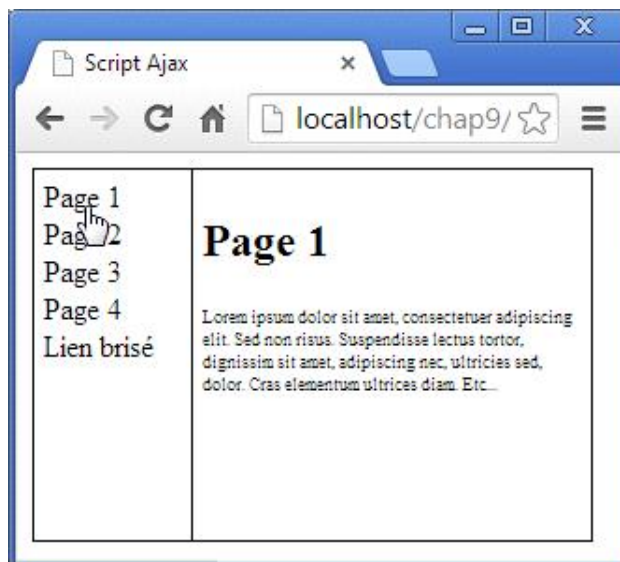 Script Ajax
localhost/chap9/
Page 1
Page 2
Page 3
Page 4
Lien brisé
Page 1
Lorem ipsum dolor sit amet, consectetuer adipiscing
elit. Sed non risus. Suspendisse lectus tortor,
dignissim sit amet, adipiscing nec, ultricies sed,
dolor. Cras elementum ultrices diam. Etc...